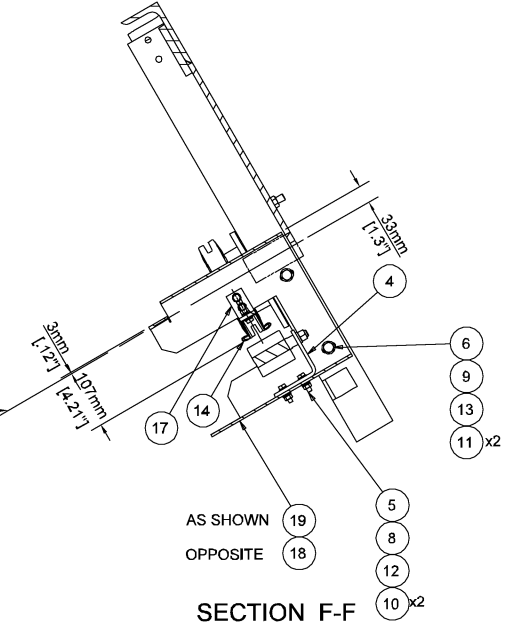 33mm
[1.3"]
4
3mm
[.12"]
107mm
[4.21"]
6
9
13
11 x2
14
17
5
8
12
10 x2
AS SHOWN 19
OPPOSITE 18
SECTION F-F